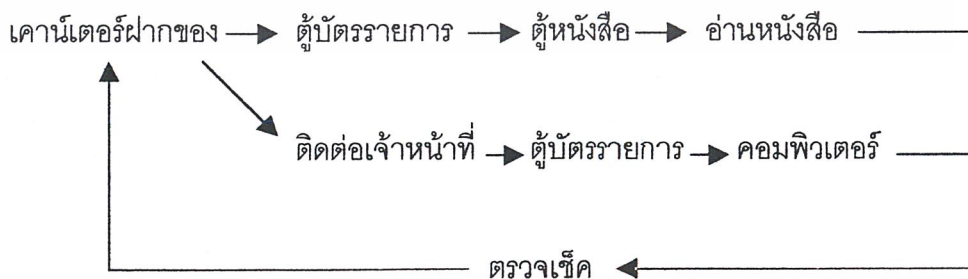 เคาน์เตอร์ฝากของ ตู้บัตรรายการ ตู้หนังสือ อ่านหนังสือ
ติดต่อเจ้าหน้าที่ ตู้บัตรรายการ คอมพิวเตอร์
ตรวจเช็ค